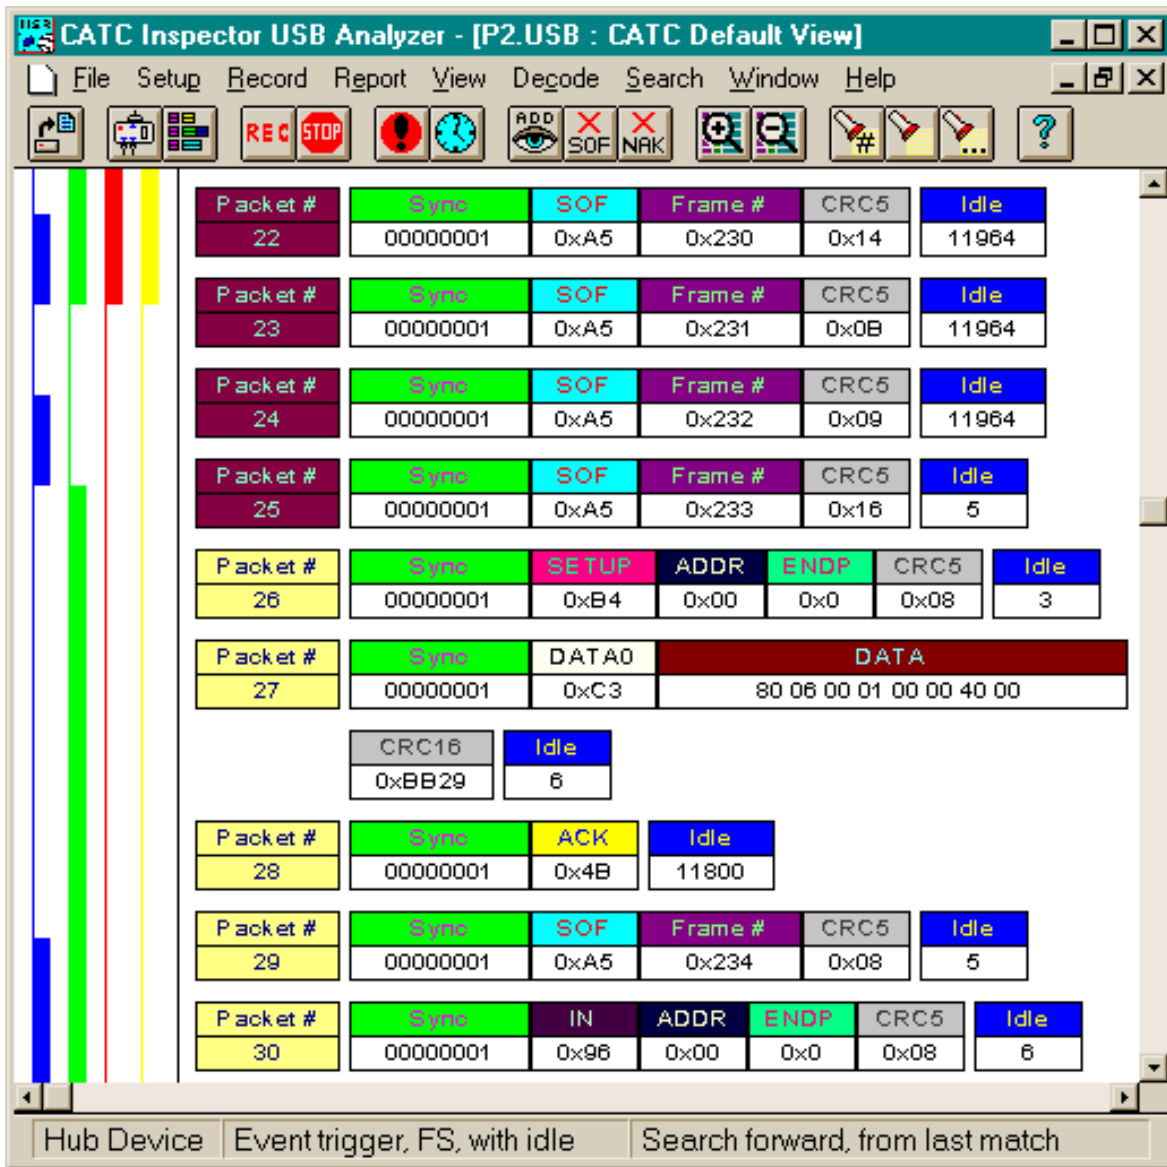 USB CATC Inspector USB Analyzer - [P2.USB : CATC Default View]
File Setup Record Report View Decode Search Window Help
REC STOP ADD SOF NAK # ... ?
Packet # Sync SOF Frame # CRC5 Idle
22 00000001 0xA5 0x230 0x14 11964
Packet # Sync SOF Frame # CRC5 Idle
23 00000001 0xA5 0x231 0x0B 11964
Packet # Sync SOF Frame # CRC5 Idle
24 00000001 0xA5 0x232 0x09 11964
Packet # Sync SOF Frame # CRC5 Idle
25 00000001 0xA5 0x233 0x16 5
Packet # Sync SETUP ADDR ENDP CRC5 Idle
26 00000001 0xB4 0x00 0x0 0x08 3
Packet # Sync DATA0 DATA
27 00000001 0xC3 80 06 00 01 00 00 40 00
CRC16 Idle
0xBB29 6
Packet # Sync ACK Idle
28 00000001 0x4B 11800
Packet # Sync SOF Frame # CRC5 Idle
29 00000001 0xA5 0x234 0x08 5
Packet # Sync IN ADDR ENDP CRC5 Idle
30 00000001 0x96 0x00 0x0 0x08 6
Hub Device Event trigger, FS, with idle Search forward, from last match